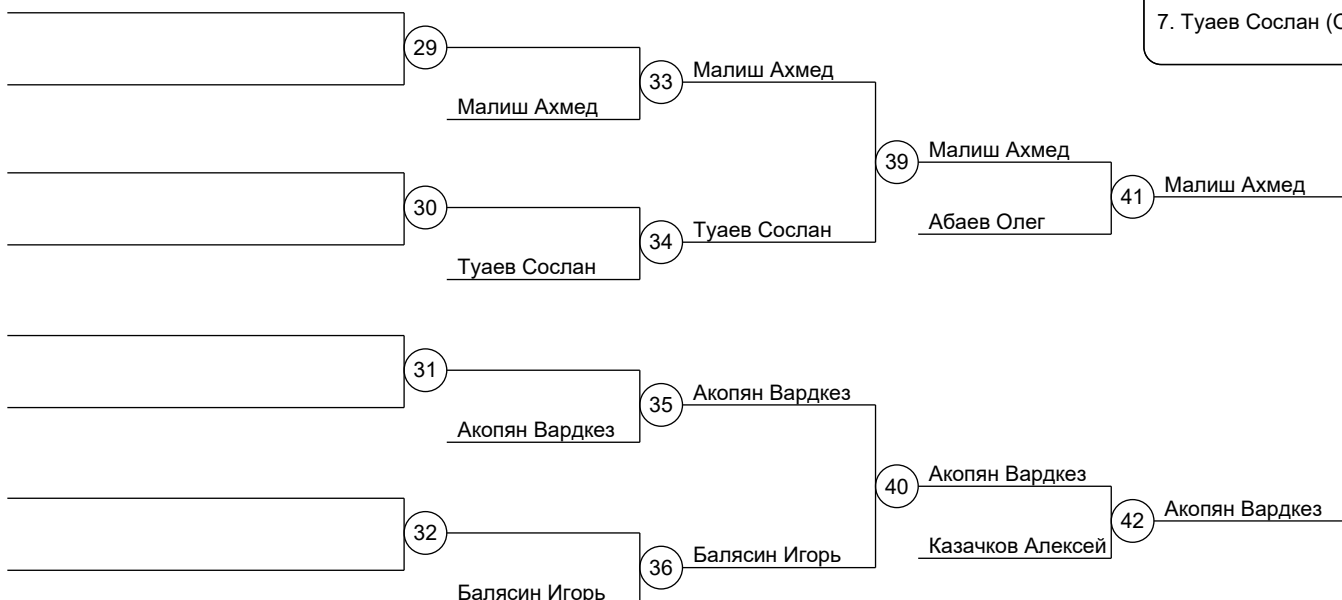 7. Туаев Сослан (С
29
33
Малиш Ахмед
Малиш Ахмед
39
Малиш Ахмед
41
Малиш Ахмед
30
34
Туаев Сослан
Абаев Олег
Туаев Сослан
31
35
Акопян Вардкез
Акопян Вардкез
40
Акопян Вардкез
42
Акопян Вардкез
32
36
Балясин Игорь
Казачков Алексей
Балясин Игорь